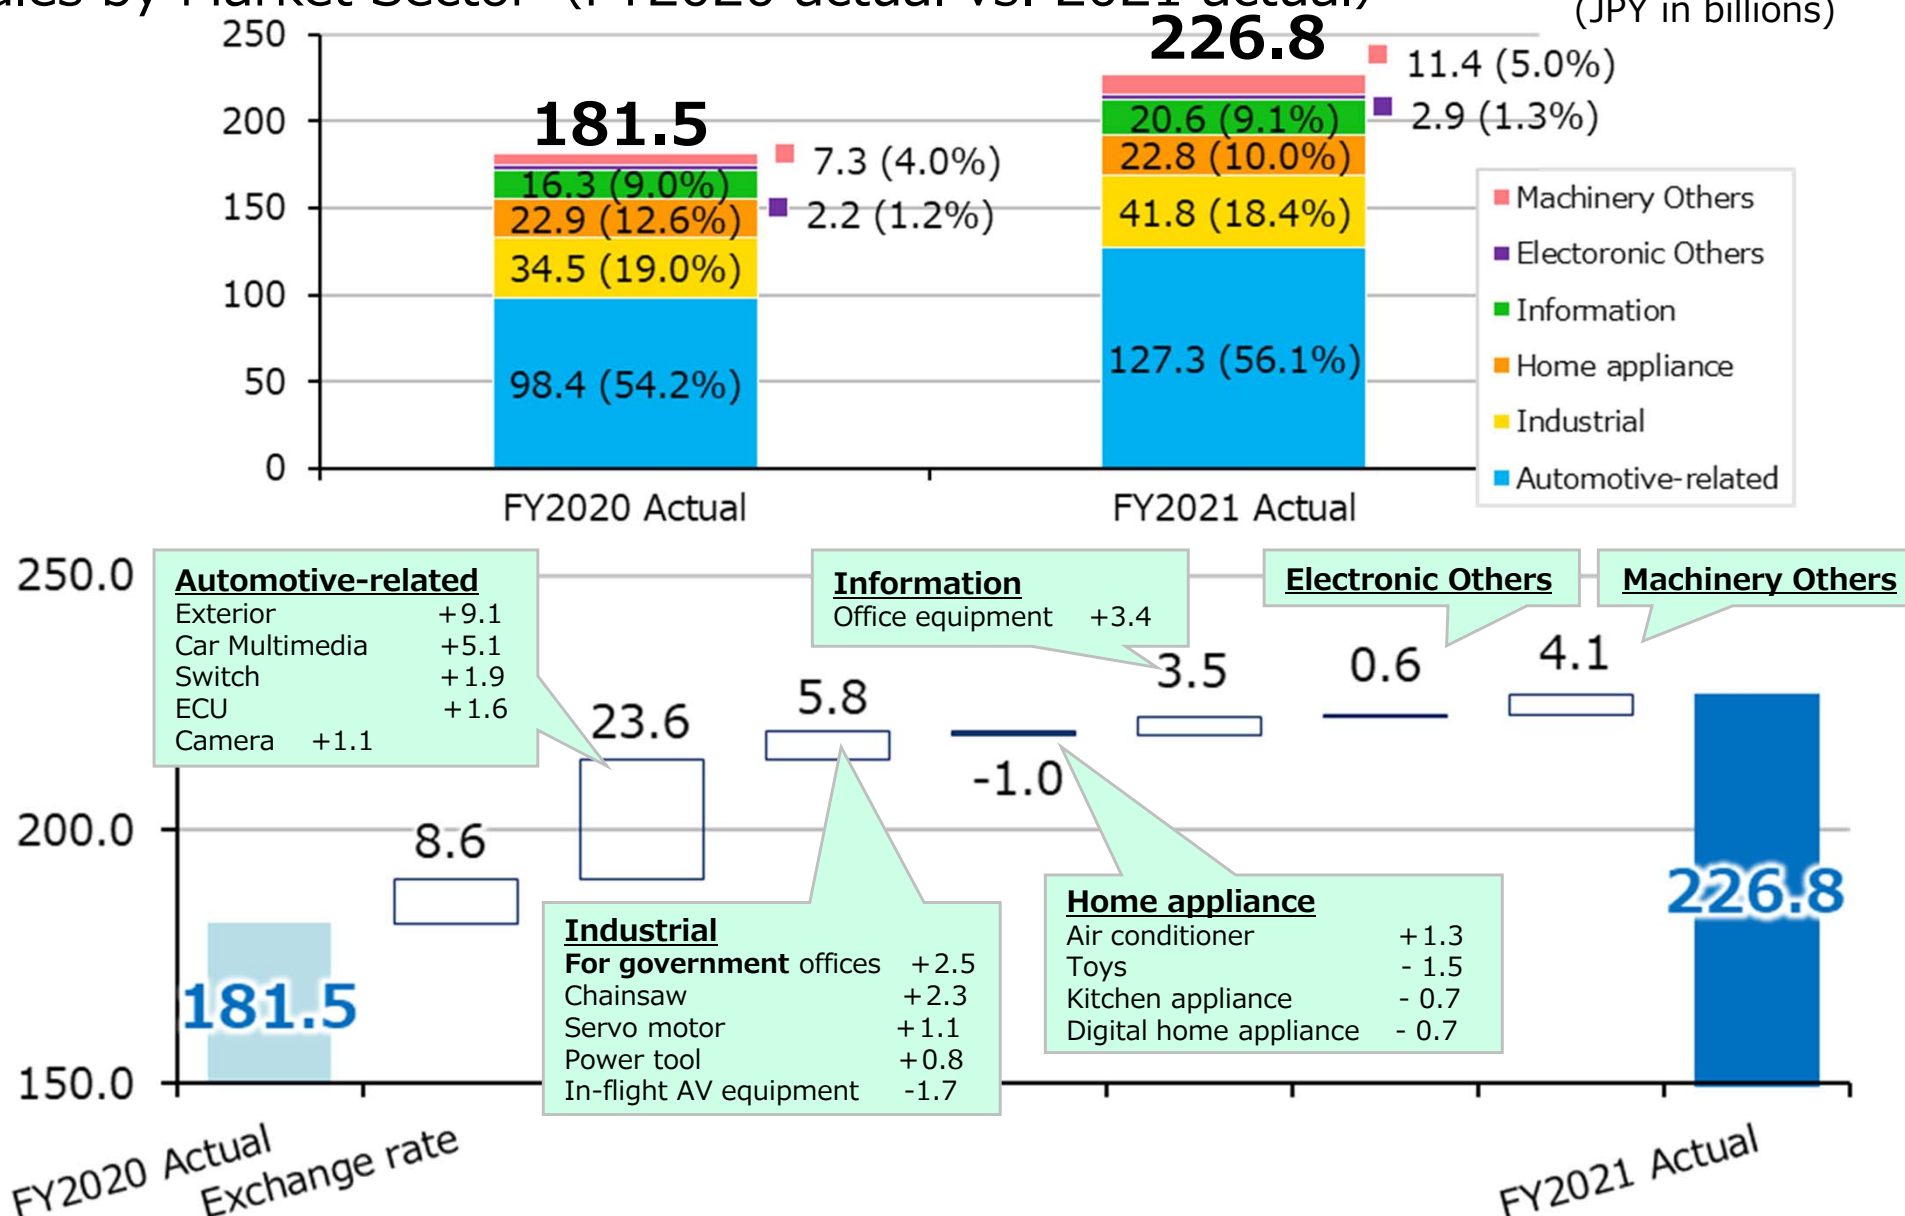 Sales by Market Sector (FY2020 actual vs. 2021 actual)
(JPY in billions)
250
200
150
100
50
0
181.5
7.3 (4.0%)
2.2 (1.2%)
16.3 (9.0%)
22.9 (12.6%)
34.5 (19.0%)
98.4 (54.2%)
FY2020 Actual
226.8
11.4 (5.0%)
2.9 (1.3%)
20.6 (9.1%)
22.8 (10.0%)
41.8 (18.4%)
127.3 (56.1%)
FY2021 Actual
Machinery Others
Electoronic Others
Information
Home appliance
Industrial
Automotive-related
250.0
200.0
150.0
Automotive-related
Exterior +9.1
Car Multimedia +5.1
Switch +1.9
ECU +1.6
Camera +1.1
Information
Office equipment +3.4
Electronic Others
Machinery Others
181.5
8.6
23.6
5.8
-1.0
3.5
0.6
4.1
226.8
Industrial
For government offices +2.5
Chainsaw +2.3
Servo motor +1.1
Power tool +0.8
In-flight AV equipment -1.7
Home appliance
Air conditioner +1.3
Toys - 1.5
Kitchen appliance - 0.7
Digital home appliance - 0.7
FY2020 Actual
Exchange rate
FY2021 Actual